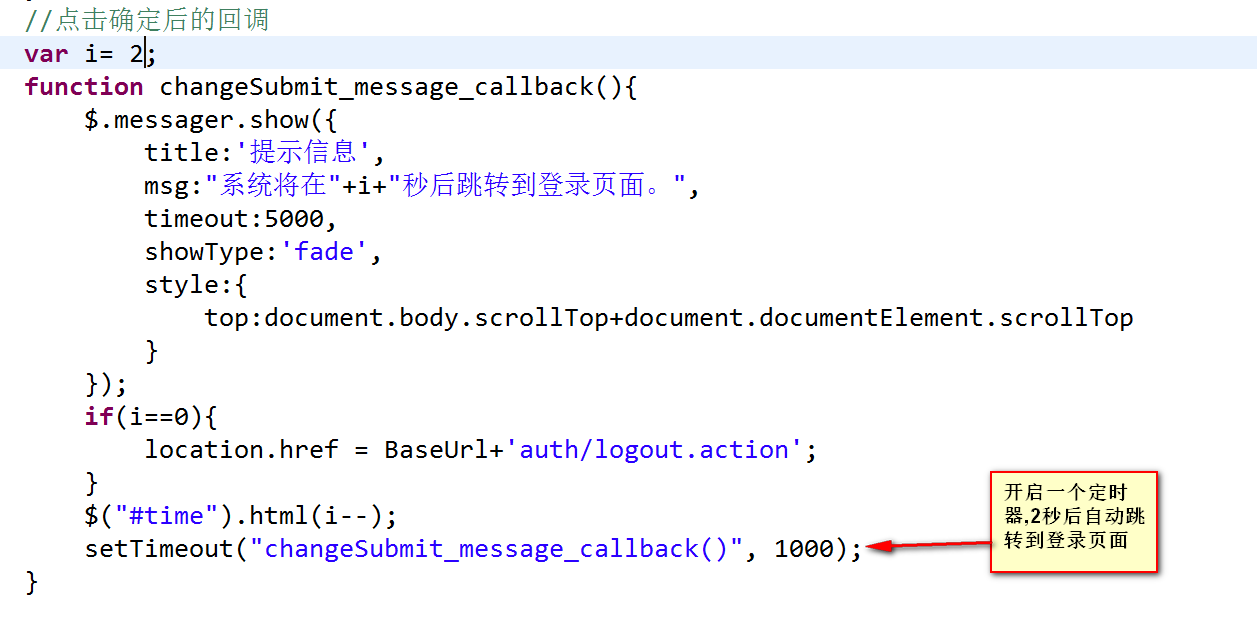 //点击确定后的回调
var i= 2;
function changeSubmit_message_callback(){
    $.messager.show({
        title:'提示信息',
        msg:"系统将在"+i+"秒后跳转到登录页面。",
        timeout:5000,
        showType:'fade',
        style:{
            top:document.body.scrollTop+document.documentElement.scrollTop
        }
    });
    if(i==0){
        location.href = BaseUrl+'auth/logout.action';
    }
    $("#time").html(i--);
    setTimeout("changeSubmit_message_callback()", 1000);
}
开启一个定时
器,2秒后自动跳
转到登录页面